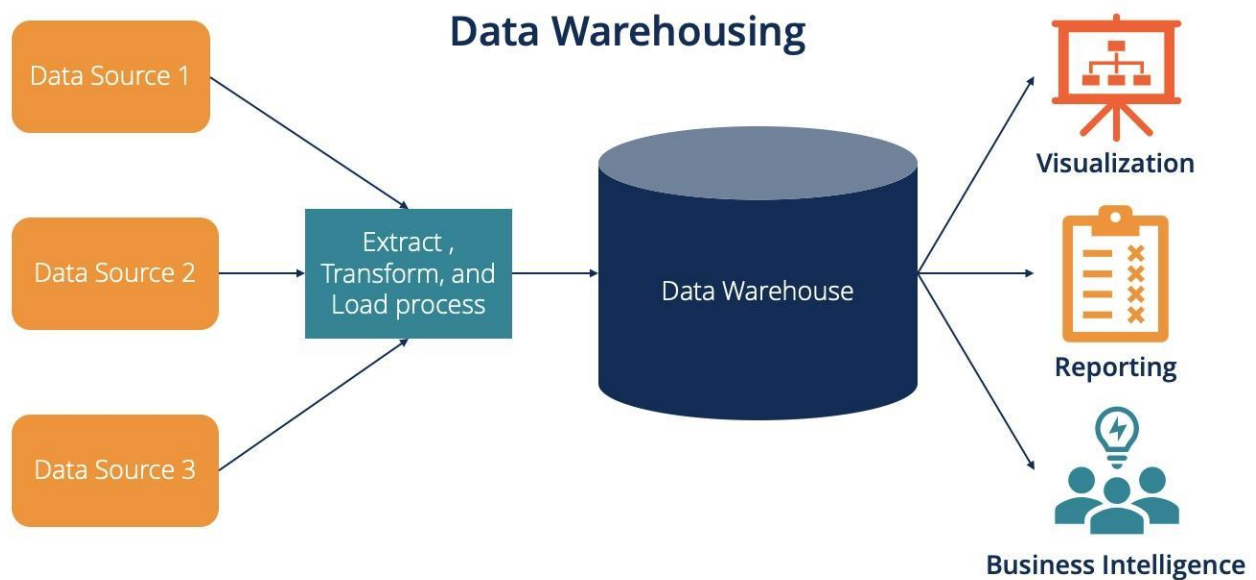 Data Warehousing
Data Source 1
Data Source 2
Data Source 3
Extract ,
Transform, and
Load process
Data Warehouse
Visualization
Reporting
Business Intelligence